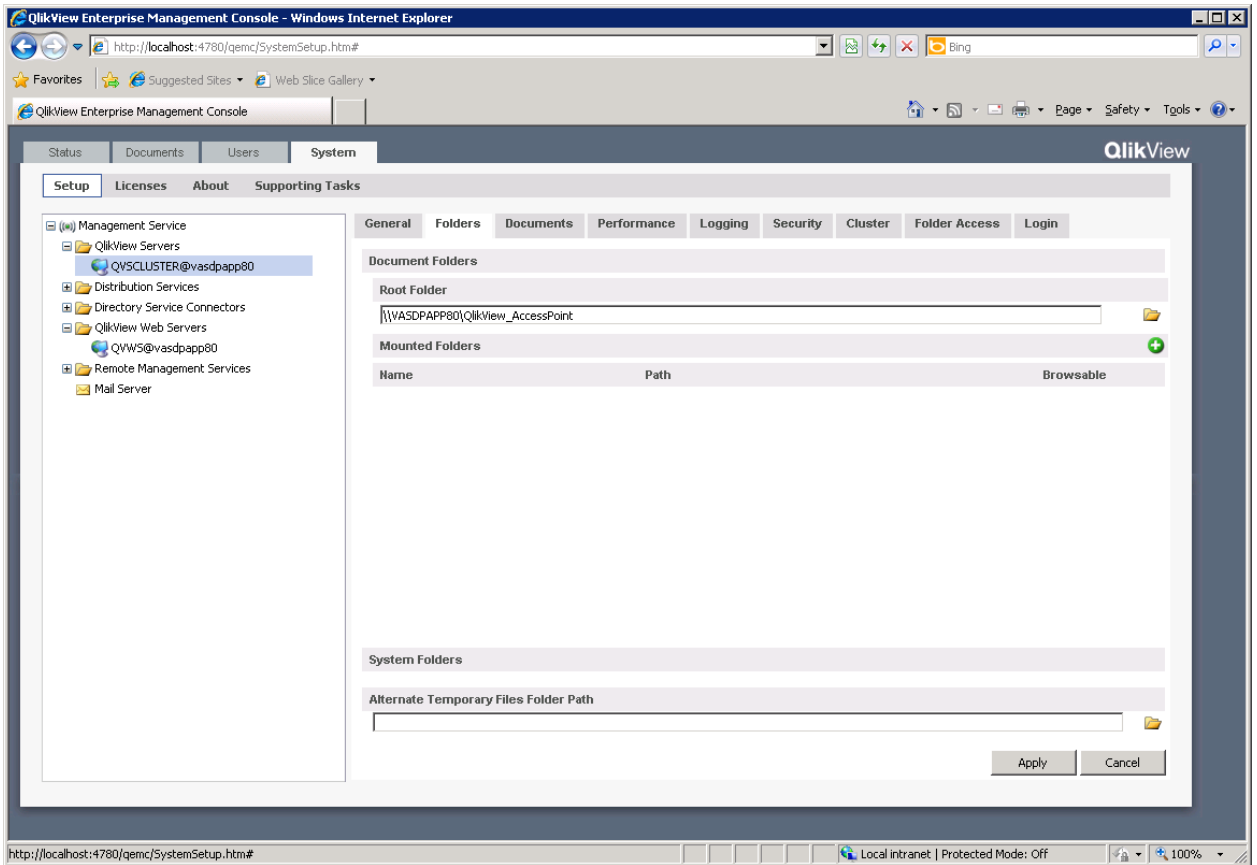 QlikView Enterprise Management Console - Windows Internet Explorer
http://localhost:4780/qemc/SystemSetup.htm#
Bing
Favorites Suggested Sites Web Slice Gallery
QlikView Enterprise Management Console
Page Safety Tools
Status Documents Users System
QlikView
Setup Licenses About Supporting Tasks
Management Service
QlikView Servers
QVSCLUSTER@vasdpapp80
Distribution Services
Directory Service Connectors
QlikView Web Servers
QVWS@vasdpapp80
Remote Management Services
Mail Server
General Folders Documents Performance Logging Security Cluster Folder Access Login
Document Folders
Root Folder
\\VASDPAPP80\QlikView_AccessPoint
Mounted Folders
Name Path Browsable
System Folders
Alternate Temporary Files Folder Path
Apply Cancel
http://localhost:4780/qemc/SystemSetup.htm#
Local intranet | Protected Mode: Off
100%